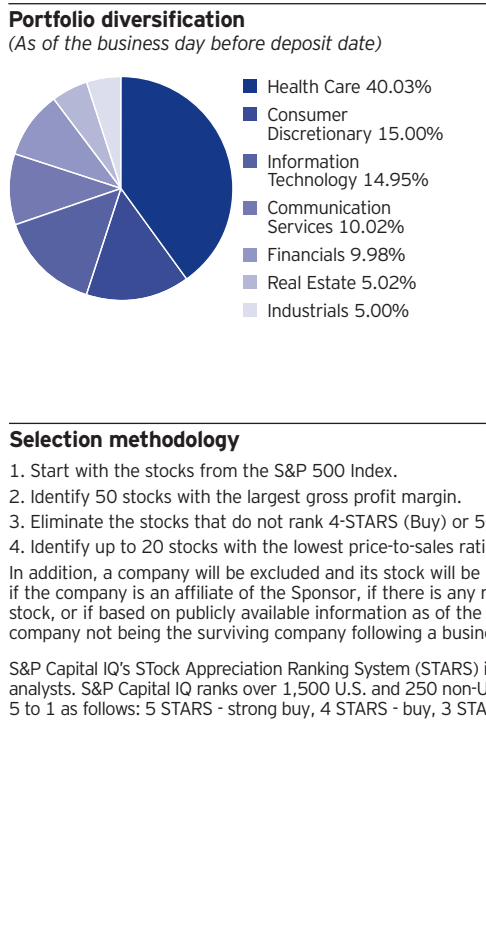 Portfolio diversification
(As of the business day before deposit date)
Health Care 40.03%
Consumer
Discretionary 15.00%
Information
Technology 14.95%
Communication
Services 10.02%
Financials 9.98%
Real Estate 5.02%
Industrials 5.00%
Selection methodology
1. Start with the stocks from the S&P 500 Index.
2. Identify 50 stocks with the largest gross profit margin.
3. Eliminate the stocks that do not rank 4-STARS (Buy) or 5
4. Identify up to 20 stocks with the lowest price-to-sales
In addition, a company will be excluded and its stock will be
if the company is an affiliate of the Sponsor, if there is any
stock, or if based on publicly available information as of the
company not being the surviving company following a
S&P Capital IQ's STock Appreciation Ranking System (STARS)
analysts. S&P Capital IQ ranks over 1,500 U.S. and 250
5 to 1 as follows: 5 STARS - strong buy, 4 STARS - buy, 3